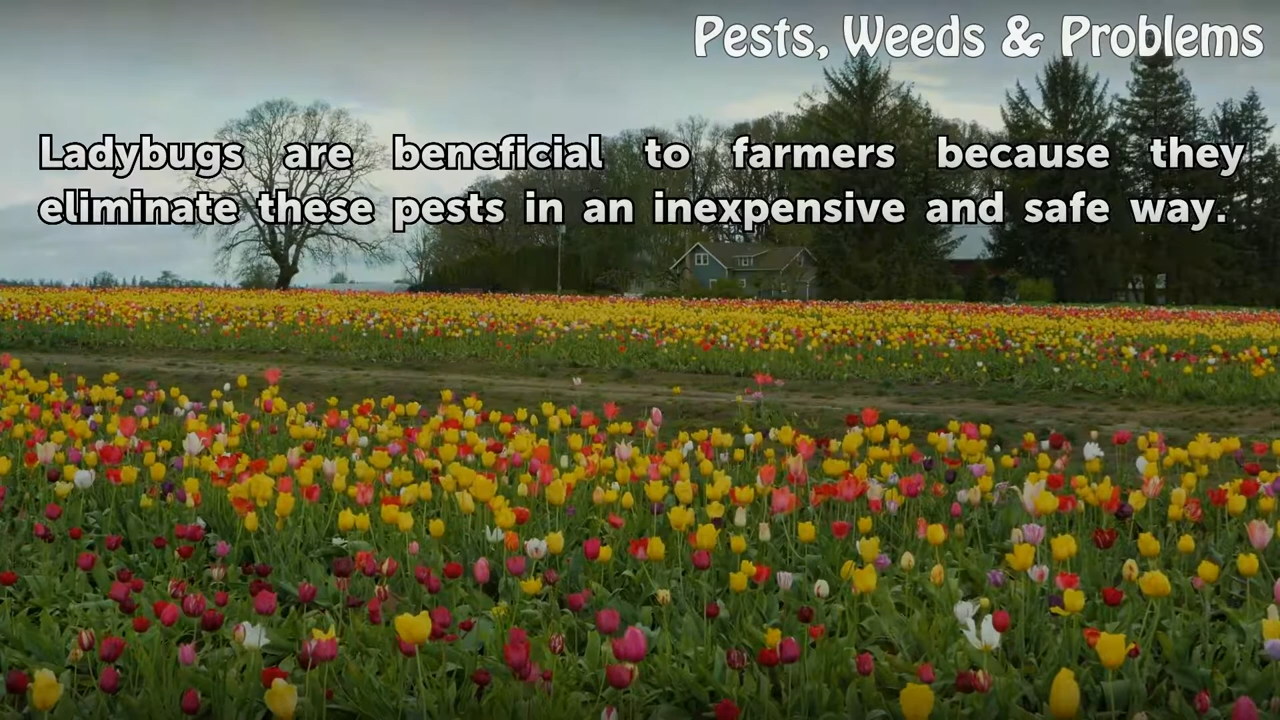 Pests, Weeds & Problems
Ladybugs are beneficial to farmers because they
eliminate these pests in an inexpensive and safe way.